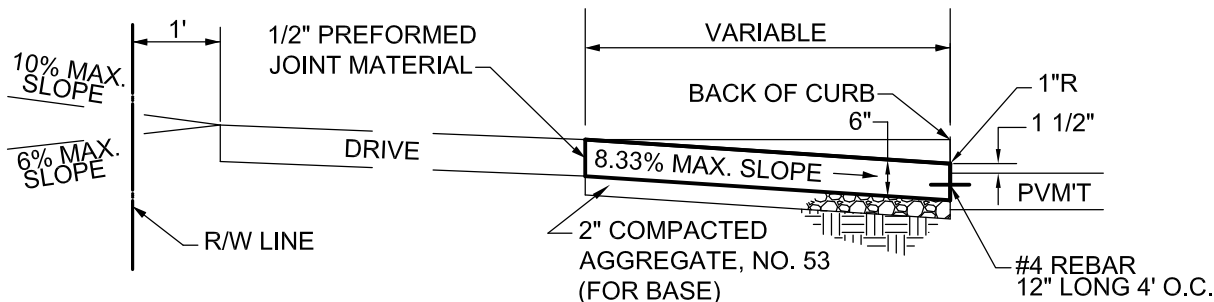 1'
1/2" PREFORMED
JOINT MATERIAL
VARIABLE
10% MAX.
SLOPE
BACK OF CURB
1"R
6"
1 1/2"
6% MAX.
SLOPE
DRIVE
8.33% MAX. SLOPE
PVM'T
R/W LINE
2" COMPACTED
AGGREGATE, NO. 53
(FOR BASE)
#4 REBAR
12" LONG 4' O.C.